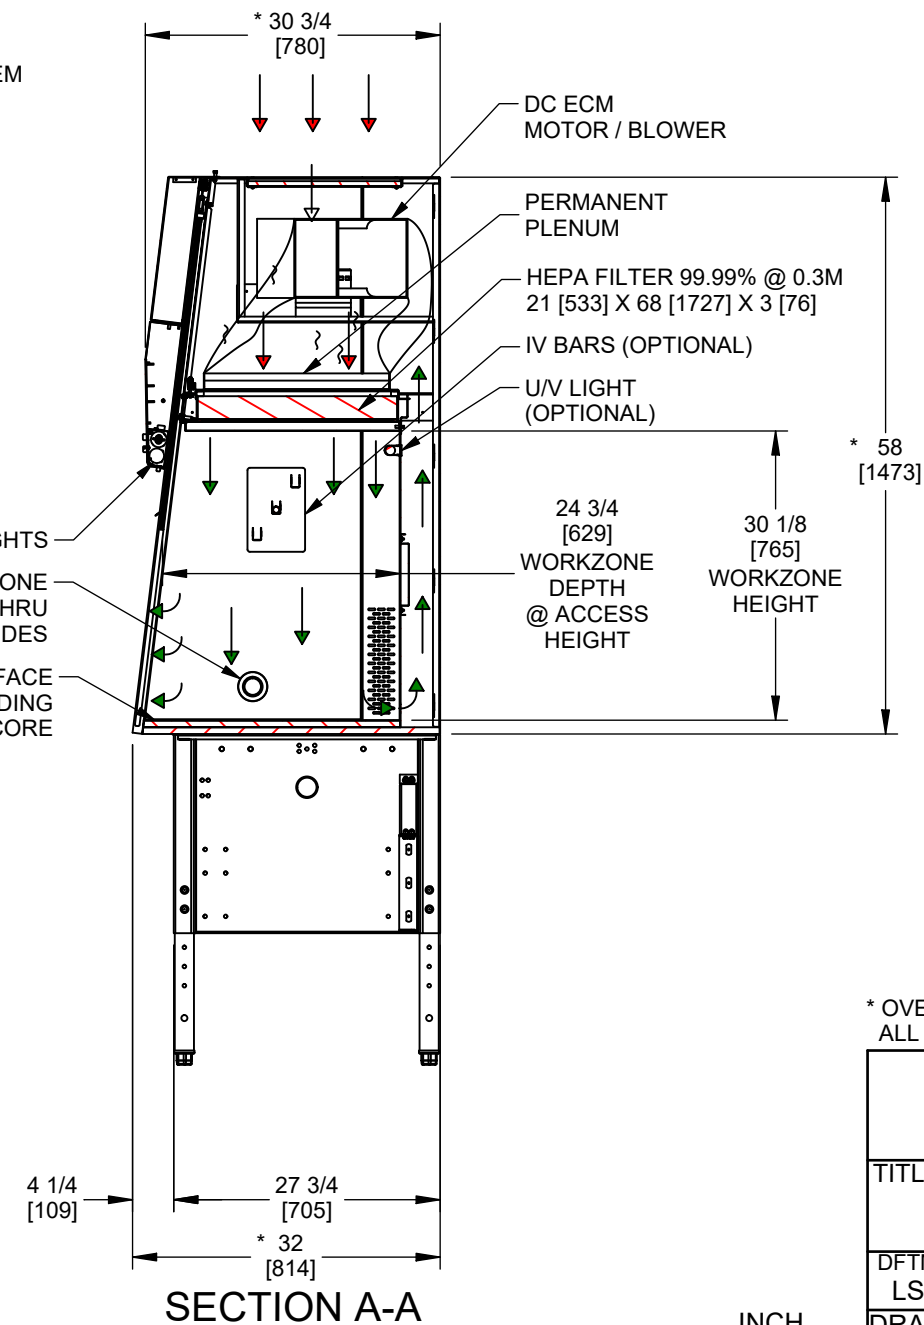 * 30 3/4
[780]
EM
DC ECM
MOTOR / BLOWER
PERMANENT
PLENUM
HEPA FILTER 99.99% @ 0.3M
21 [533] X 68 [1727] X 3 [76]
IV BARS (OPTIONAL)
U/V LIGHT
(OPTIONAL)
* 58
[1473]
24 3/4
[629]
WORKZONE
DEPTH
@ ACCESS
HEIGHT
30 1/8
[765]
WORKZONE
HEIGHT
GHTS
ONE
HRU
DES
FACE
DING
CORE
4 1/4
[109]
27 3/4
[705]
* 32
[814]
SECTION A-A
* OVE
ALL
TITL
DFT
LS
INCH
DRA